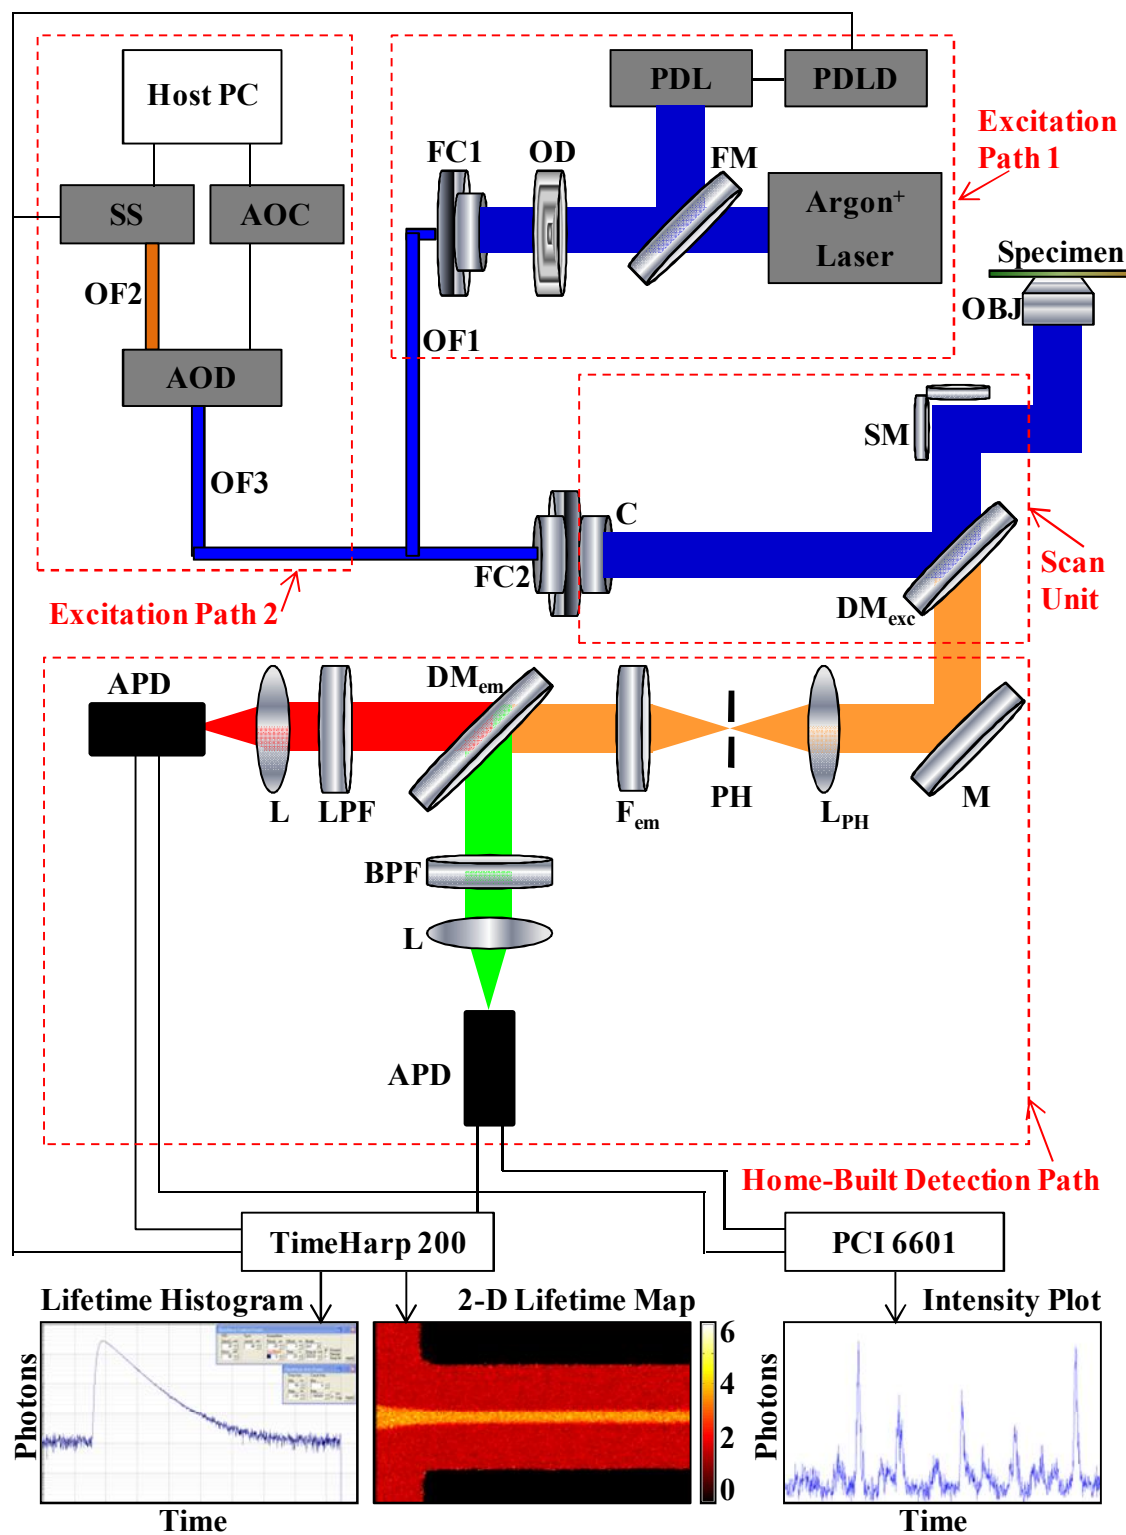 Host PC
PDL
PDLD
Excitation
Path 1
FC1
OD
FM
SS
AOC
Argon+
Laser
Specimen
OBJ
OF2
OF1
AOD
SM
OF3
C
FC2
DMexc
Scan
Unit
Excitation Path 2
APD
DMem
L
LPF
Fem
PH
LPH
M
BPF
L
APD
Home-Built Detection Path
TimeHarp 200
PCI 6601
Lifetime Histogram
2-D Lifetime Map
Intensity Plot
Photons
Time
6
4
2
0
Photons
Time